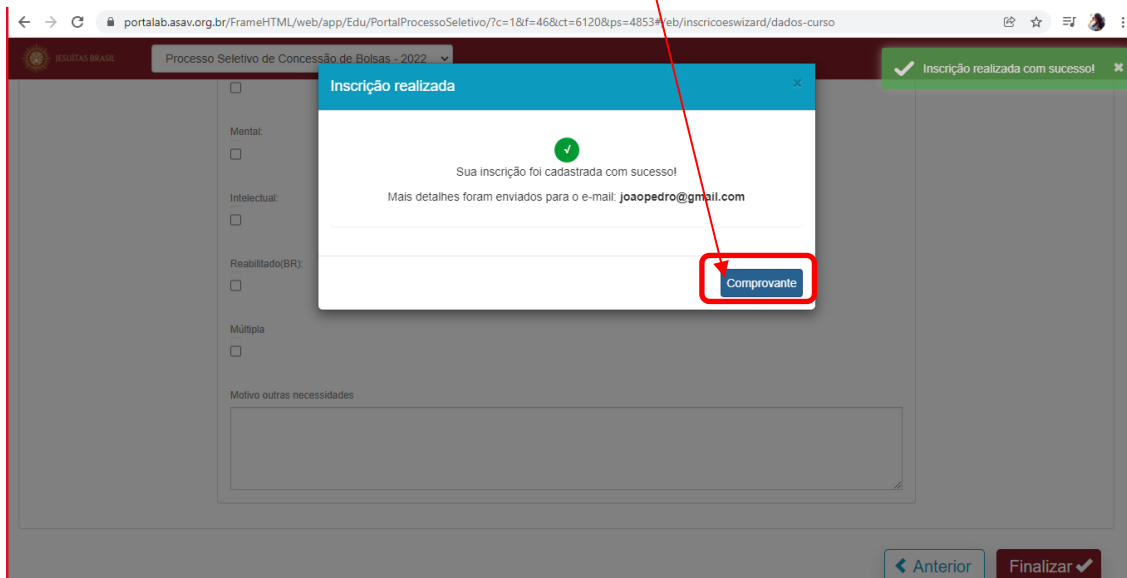 portalab.asav.org.br/FrameHTML/web/app/Edu/PortalProcessoSeletivo/?c=1&f=46&ct=6120&ps=4853#/eb/inscricoeswizard/dados-curso
JESUÍTAS BRASIL
Processo Seletivo de Concessão de Bolsas - 2022
Inscrição realizada com sucesso!
Inscrição realizada
Mental:
Sua inscrição foi cadastrada com sucesso!
Mais detalhes foram enviados para o e-mail: joaopedro@gmail.com
Intelectual:
Reabilitado(BR):
Comprovante
Múltipla
Motivo outras necessidades
Anterior
Finalizar